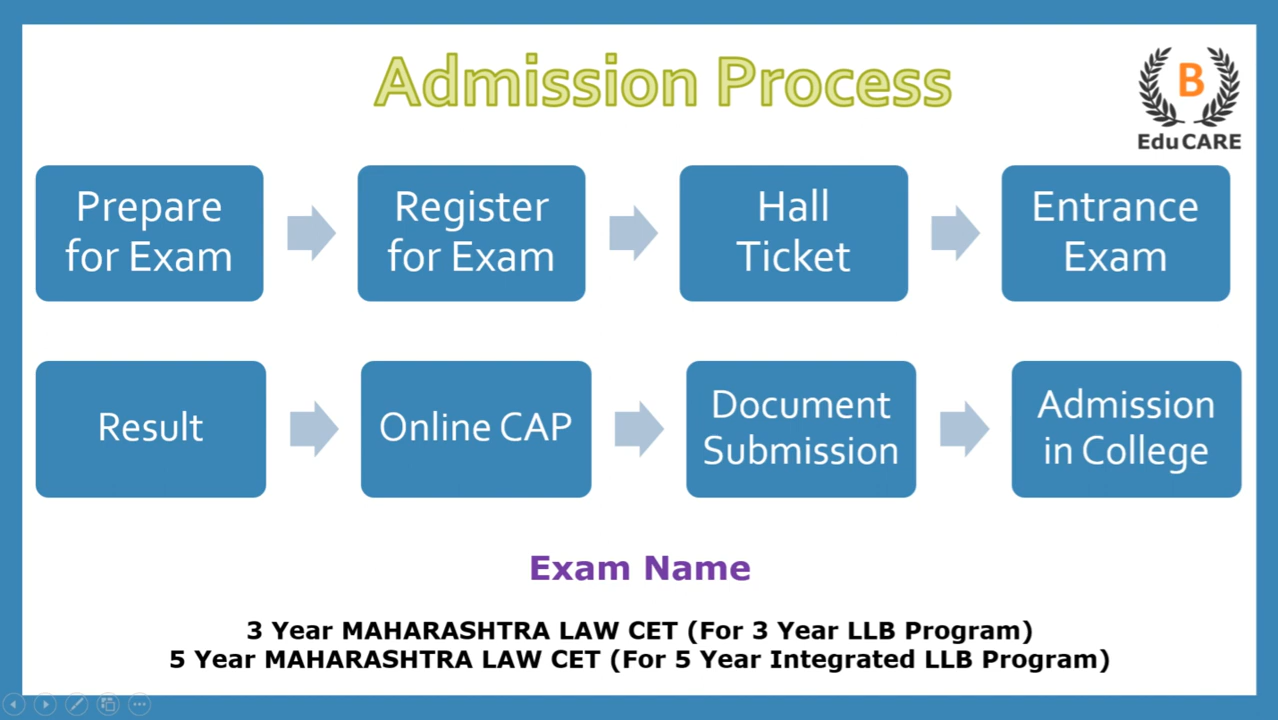 Admission Process
B
EduCARE
Prepare
for Exam
Register
for Exam
Hall
Ticket
Entrance
Exam
Result
Online CAP
Document
Submission
Admission
in College
Exam Name
3 Year MAHARASHTRA LAW CET (For 3 Year LLB Program)
5 Year MAHARASHTRA LAW CET (For 5 Year Integrated LLB Program)